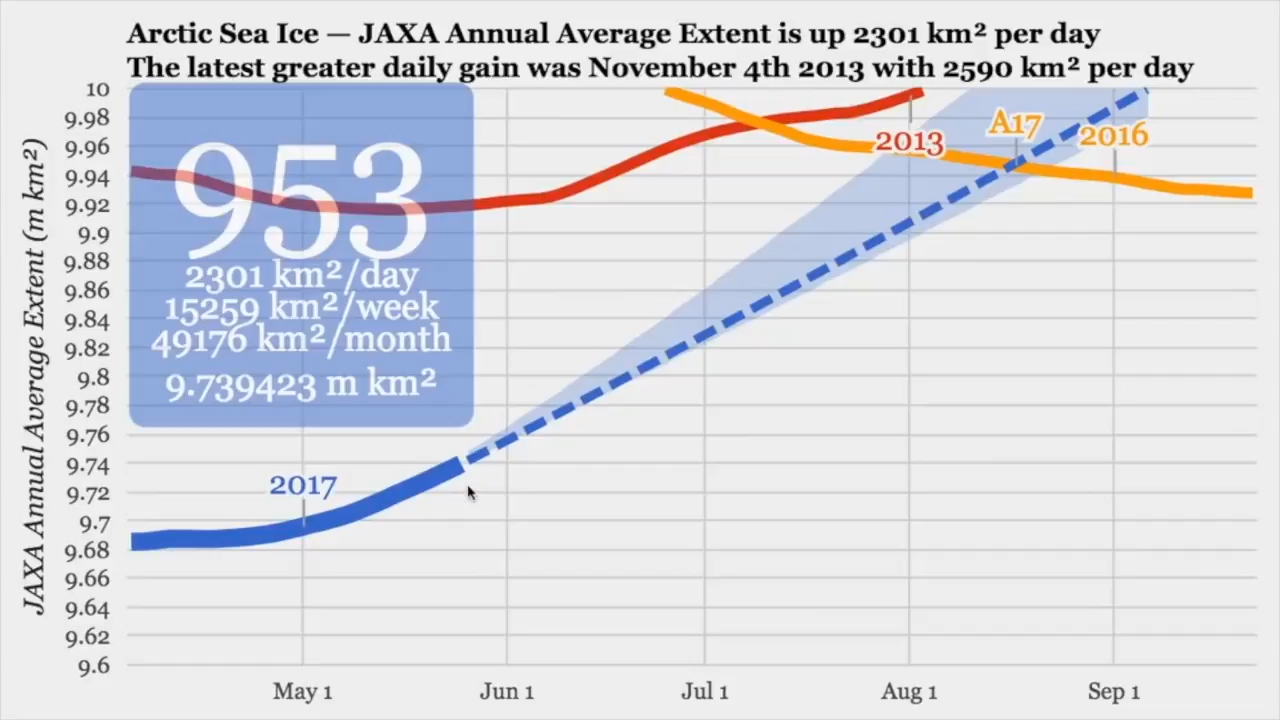 Arctic Sea Ice — JAXA Annual Average Extent is up 2301 km² per day
The latest greater daily gain was November 4th 2013 with 2590 km² per day
JAXA Annual Average Extent (m km²)
10
9.98
9.96
9.94
9.92
9.9
9.88
9.86
9.84
9.82
9.8
9.78
9.76
9.74
9.72
9.7
9.68
9.66
9.64
9.62
9.6
953
2301 km²/day
15259 km²/week
49176 km²/month
9.739423 m km²
2017
2013
A17
2016
May 1
Jun 1
Jul 1
Aug 1
Sep 1